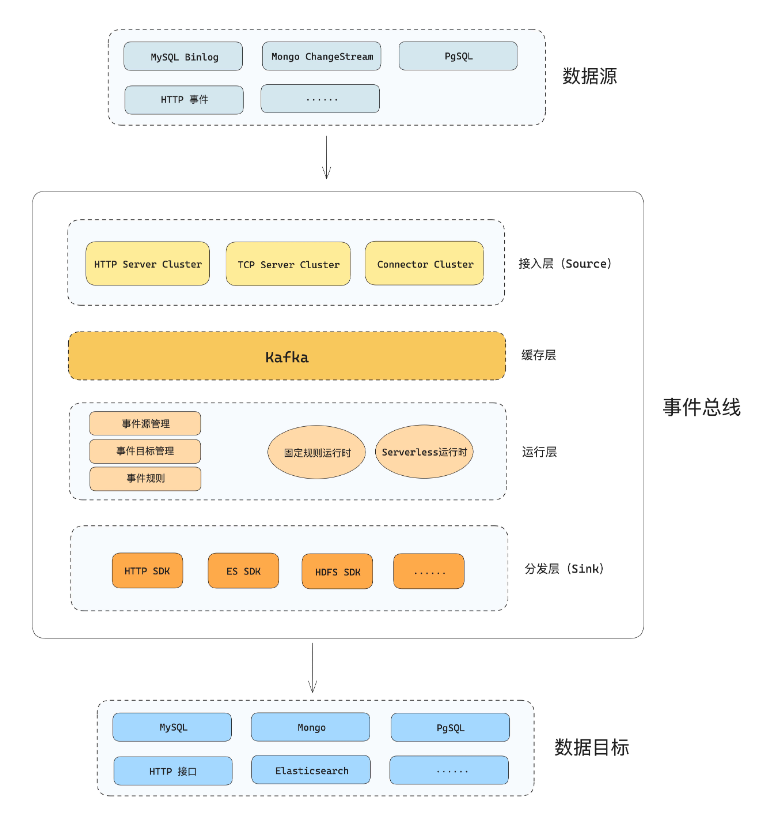 MySQL Binlog
Mongo ChangeStream
PgSQL
HTTP 事件
......
数据源
HTTP Server Cluster
TCP Server Cluster
Connector Cluster
接入层（Source）
Kafka
缓存层
事件总线
事件源管理
事件目标管理
事件规则
固定规则运行时
Serverless运行时
运行层
HTTP SDK
ES SDK
HDFS SDK
......
分发层（Sink）
MySQL
Mongo
PgSQL
HTTP 接口
Elasticsearch
......
数据目标